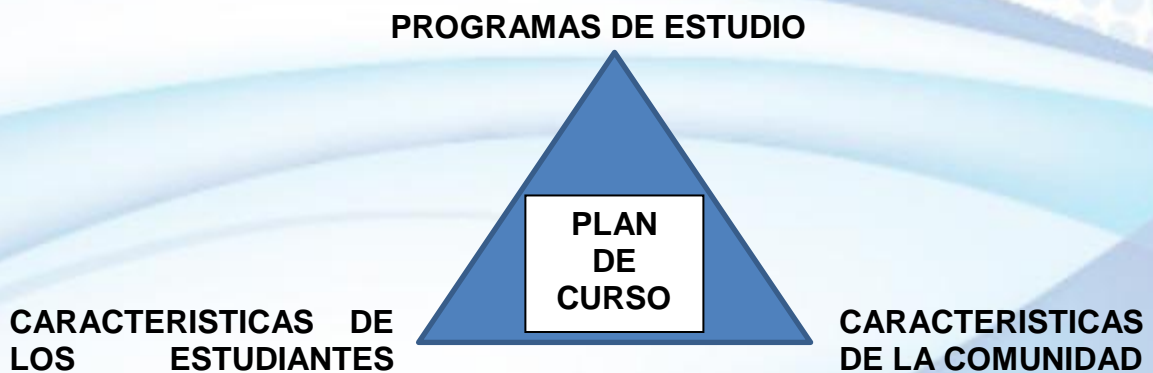 PROGRAMAS DE ESTUDIO
PLAN
DE
CURSO
CARACTERISTICAS DE
LOS ESTUDIANTES
CARACTERISTICAS
DE LA COMUNIDAD